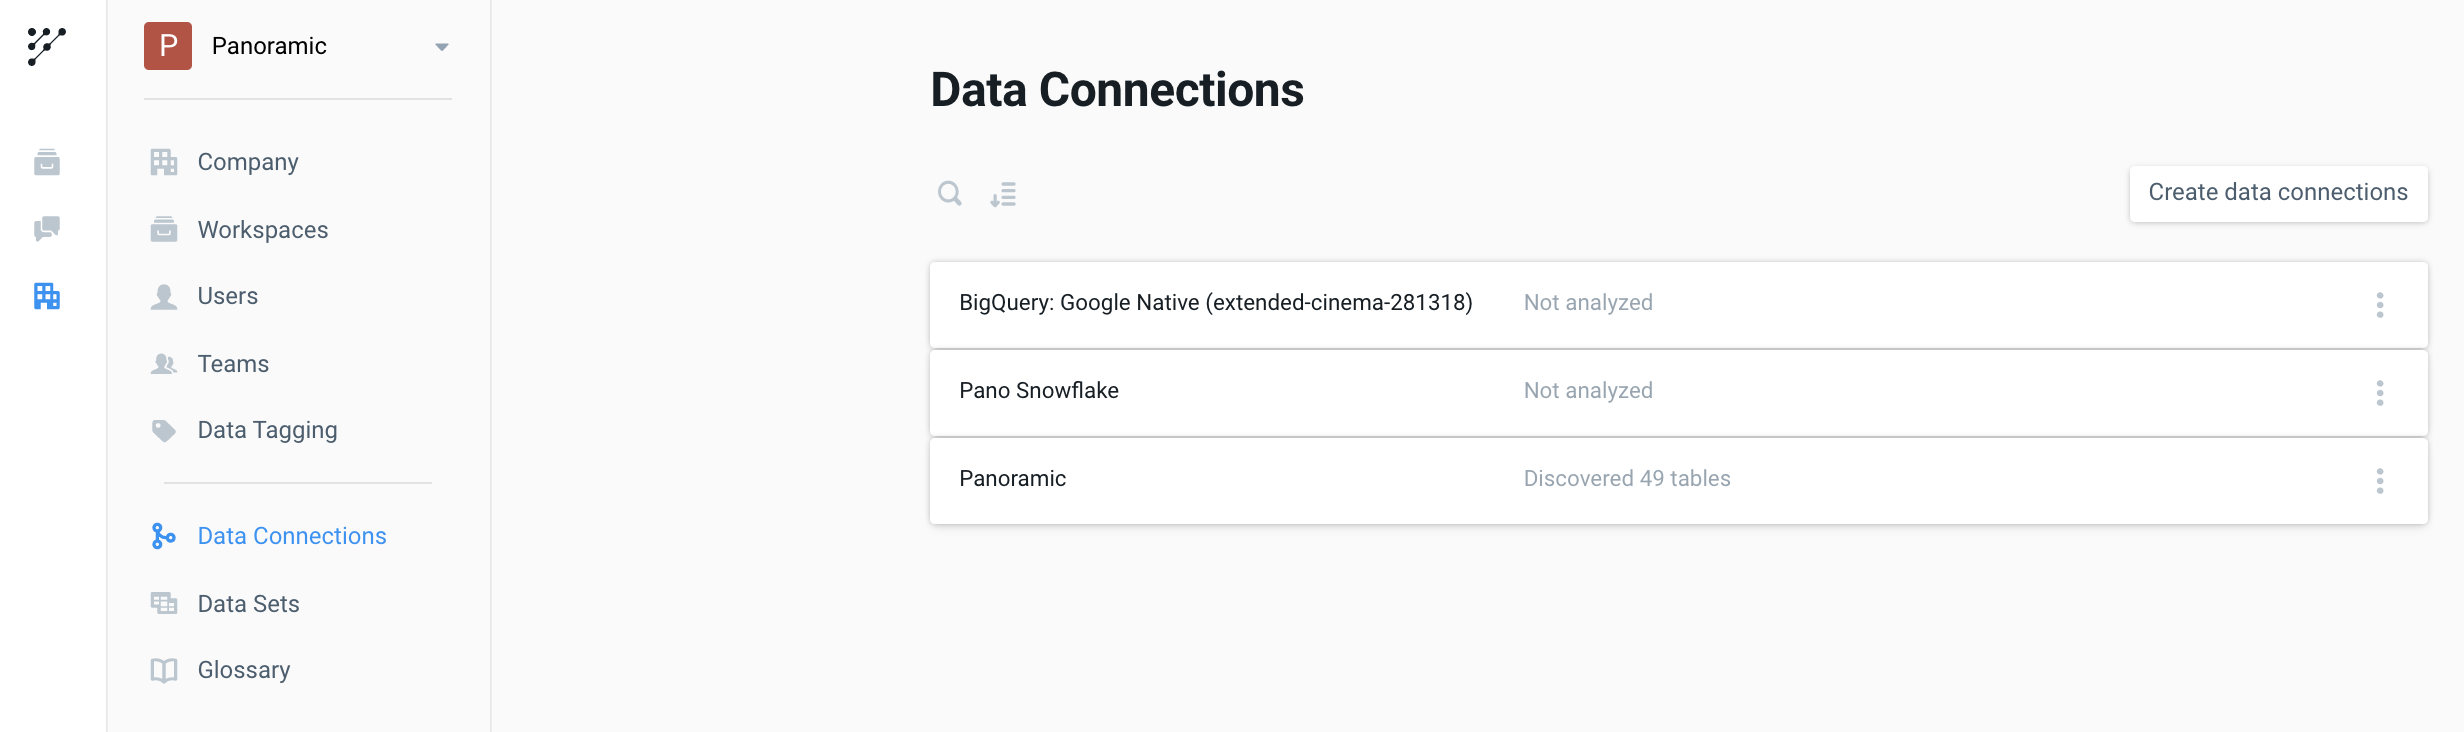 P
Panoramic
Company
Workspaces
Users
Teams
Data Tagging
Data Connections
Data Sets
Glossary
Data Connections
Create data connections
BigQuery: Google Native (extended-cinema-281318) Not analyzed
Pano Snowflake Not analyzed
Panoramic Discovered 49 tables